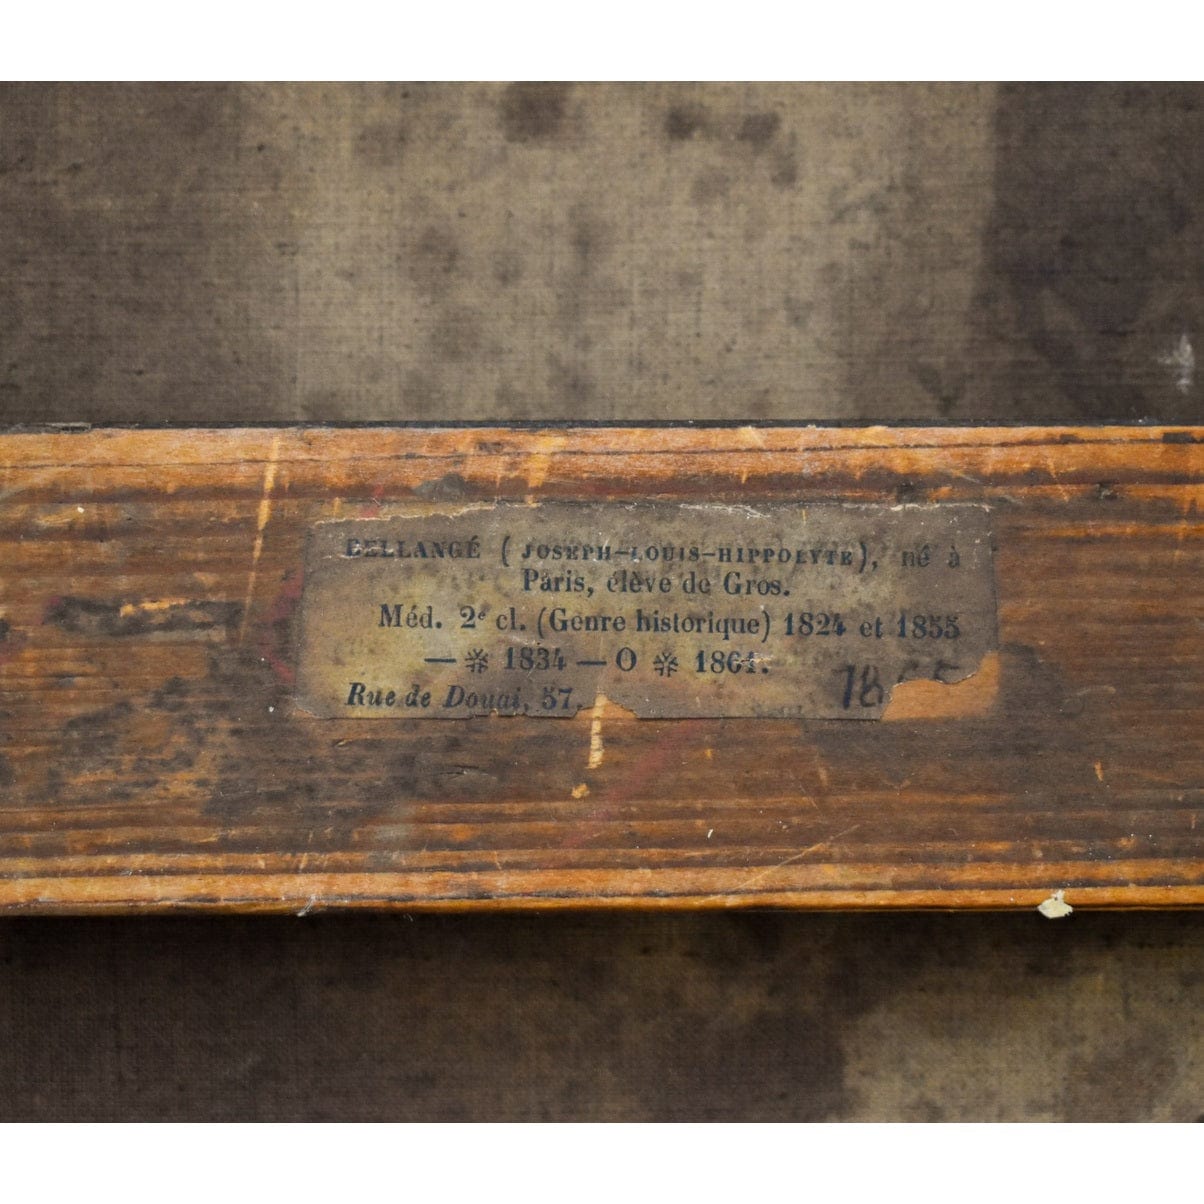 BELLANGÉ (JOSEPH-LOUIS-HIPPOLYTE), né à
Paris, élève de Gros.
Méd. 2e cl. (Genre historique) 1824 et 1855
— ❊ 1834 — O ❊ 1861.
Rue de Douai, 57.